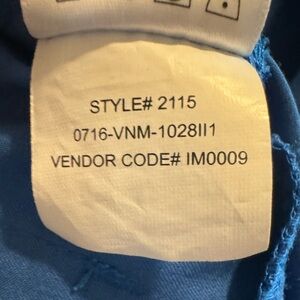 STYLE# 2115
0716-VNM-1028II1
VENDOR CODE# IM0009